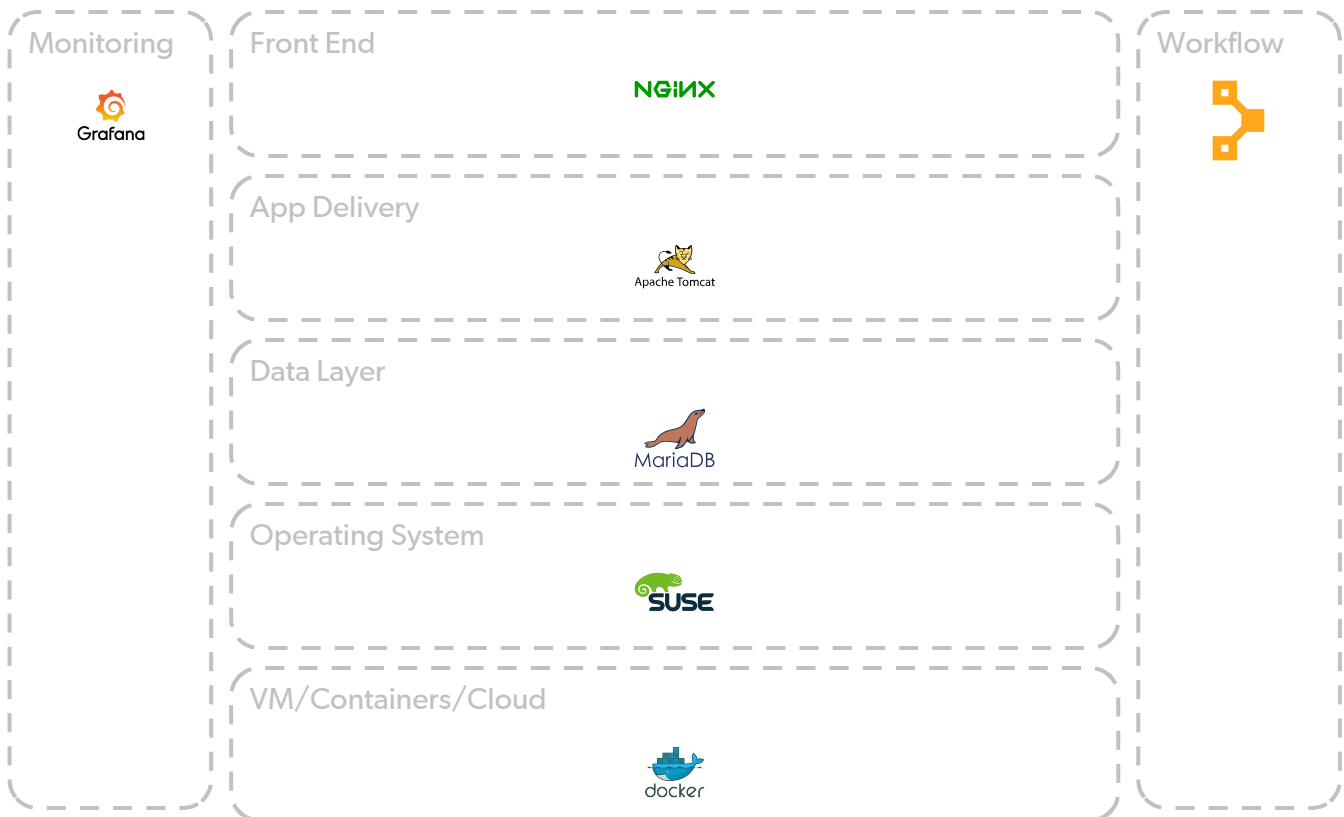 Monitoring
Grafana
Front End
NGINX
App Delivery
Apache Tomcat
Data Layer
MariaDB
Operating System
SUSE
VM/Containers/Cloud
docker
Workflow